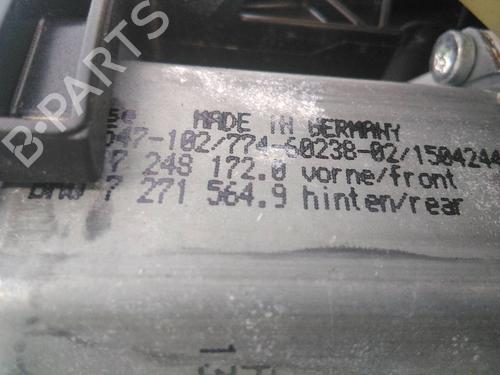 B-PARTS
MADE IN GERMANY
647-102/774-60238-02/1504244
7 248 172.0 vorne/front
BMW 7 271 564.9 hinten/rear